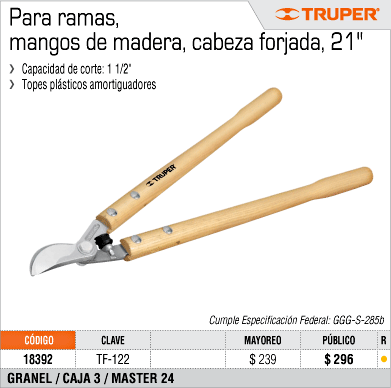 Para ramas,
mangos de madera, cabeza forjada, 21"
TRUPER®
› Capacidad de corte: 1 1/2"
› Topes plásticos amortiguadores
TRUPER
Cumple Especificación Federal: GGG-S-285b
CÓDIGO CLAVE MAYOREO PÚBLICO R
18392 TF-122 $ 239 $ 296
GRANEL / CAJA 3 / MASTER 24